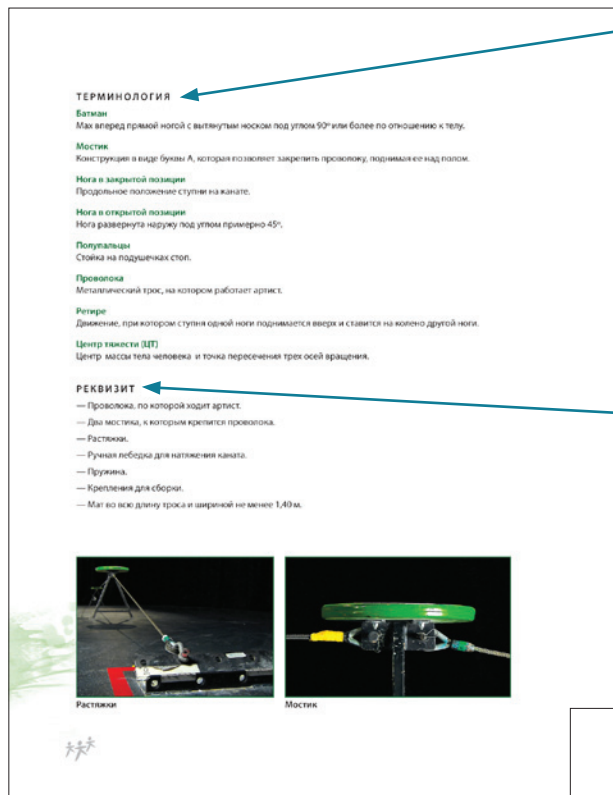 ТЕРМИНОЛОГИЯ
Батман
Мах вперед прямой ногой с вытянутым носком под углом 90º или более по отношению к телу.
Мостик
Конструкция в виде буквы А, которая позволяет закрепить проволоку, поднимая ее над полом.
Нога в закрытой позиции
Продольное положение ступни на канате.
Нога в открытой позиции
Нога развернута наружу под углом примерно 45º.
Полупальцы
Стойка на подушечках стоп.
Проволока
Металлический трос, на котором работает артист.
Ретире
Движение, при котором ступня одной ноги поднимается вверх и ставится на колено другой ноги.
Центр тяжести (ЦТ)
Центр массы тела человека и точка пересечения трех осей вращения.
РЕКВИЗИТ
— Проволока, по которой ходит артист.
— Два мостика, к которым крепится проволока.
— Растяжки.
— Ручная лебедка для натяжения каната.
— Пружина.
— Крепления для сборки.
— Мат во всю длину троса и шириной не менее 1,40 м.
Растяжки
Мостик